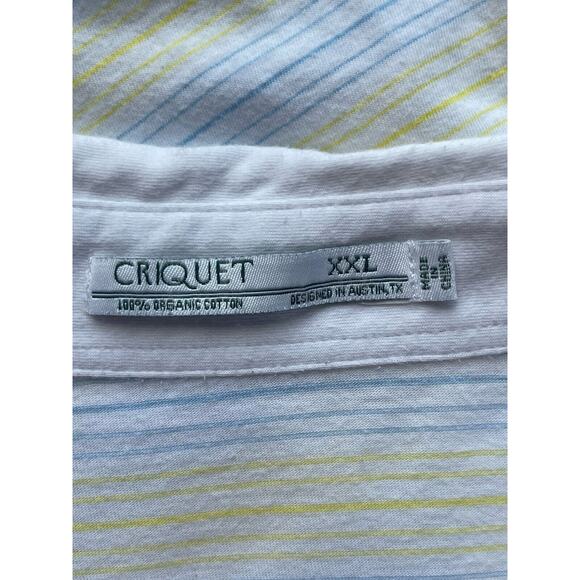 CRIQUET XXL
100% ORGANIC COTTON DESIGNED IN AUSTIN, TX
MADE
IN
CHINA